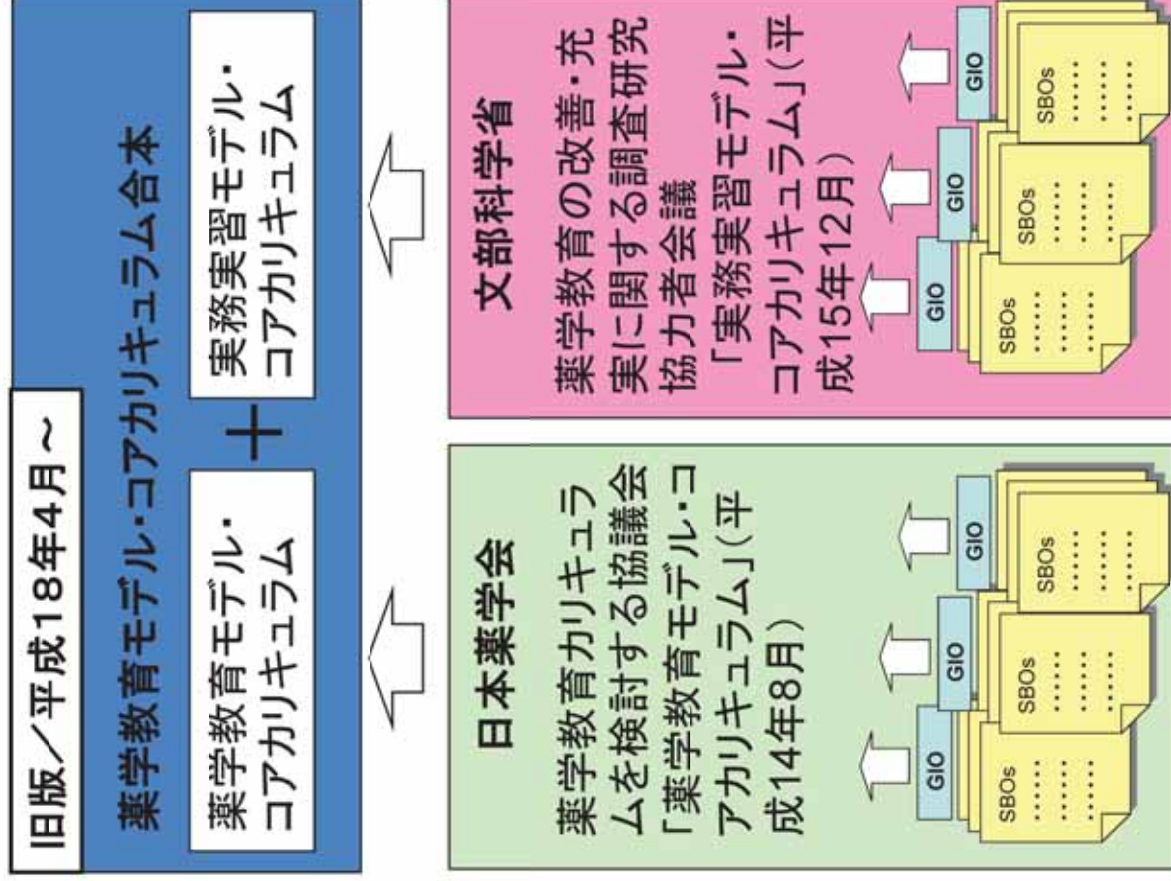 旧版／平成18年4月～
薬学教育モデル・コアカリキュラム合本
薬学教育モデル・
コアカリキュラム
＋
実務実習モデル・
コアカリキュラム
日本薬学会
薬学教育カリキュラ
ムを検討する協議会
「薬学教育モデル・コ
アカリキュラム」（平
成14年8月）
GIO
SBOs
……
……
……
GIO
SBOs
……
……
……
GIO
SBOs
……
……
……
文部科学省
薬学教育の改善・充
実に関する調査研究
協力者会議
「実務実習モデル・
コアカリキュラム」（平
成15年12月）
GIO
SBOs
……
……
……
GIO
SBOs
……
……
……
GIO
SBOs
……
……
……